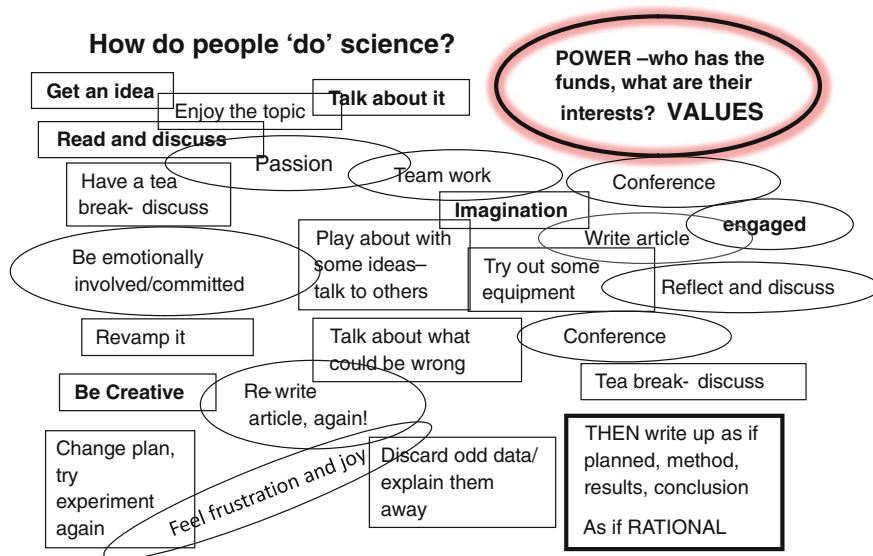 How do people ‘do’ science?
POWER –who has the
funds, what are their
interests? VALUES
Get an idea
Enjoy the topic
Talk about it
Read and discuss
Passion
Team work
Conference
Have a tea
break- discuss
Imagination
engaged
Write article
Be emotionally
involved/committed
Play about with
some ideas–
talk to others
Try out some
equipment
Reflect and discuss
Revamp it
Talk about what
could be wrong
Conference
Tea break- discuss
Be Creative
Re-write
article, again!
Change plan,
try
experiment
again
Feel frustration and joy
Discard odd data/
explain them
away
THEN write up as if
planned, method,
results, conclusion
As if RATIONAL